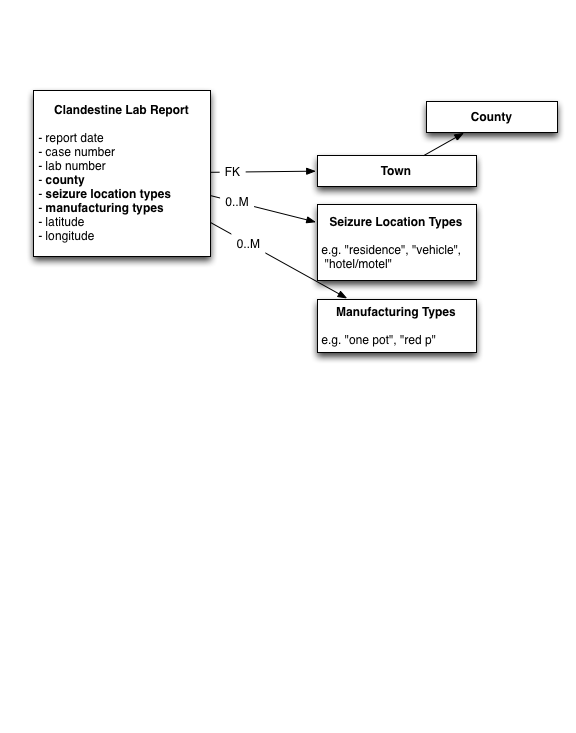 Clandestine Lab Report
- report date
- case number
- lab number
- county
- seizure location types
- manufacturing types
- latitude
- longitude
FK
0..M
0..M
County
Town
Seizure Location Types
e.g. "residence", "vehicle",
"hotel/motel"
Manufacturing Types
e.g. "one pot", "red p"